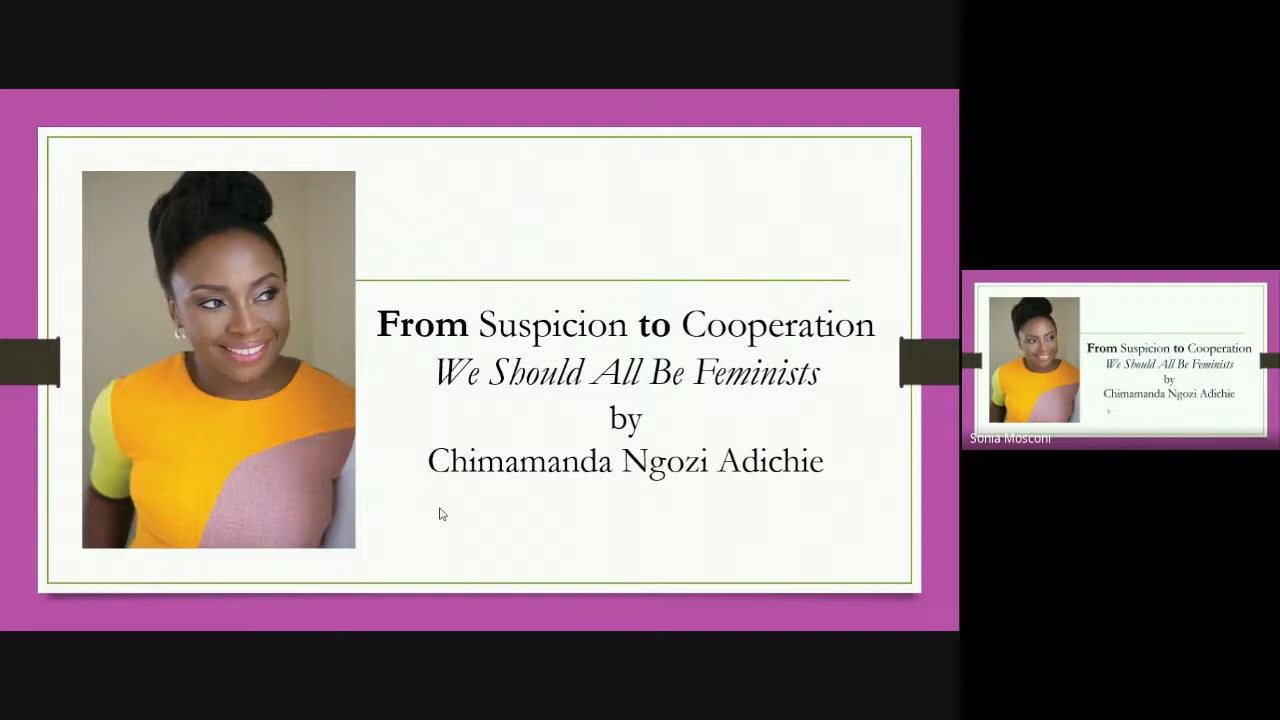 From Suspicion to Cooperation
We Should All Be Feminists
by
Chimamanda Ngozi Adichie
From Suspicion to Cooperation
We Should All Be Feminists
by
Chimamanda Ngozi Adichie
Sonia Mosconi